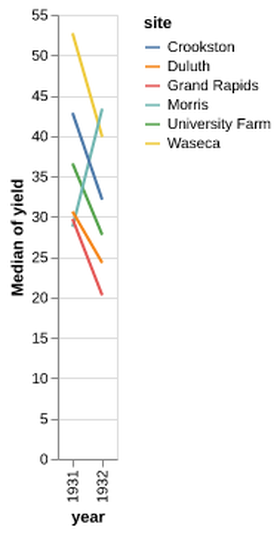 site
Crookston
Duluth
Grand Rapids
Morris
University Farm
Waseca
Median of yield
55
50
45
40
35
30
25
20
15
10
5
0
1931
1932
year